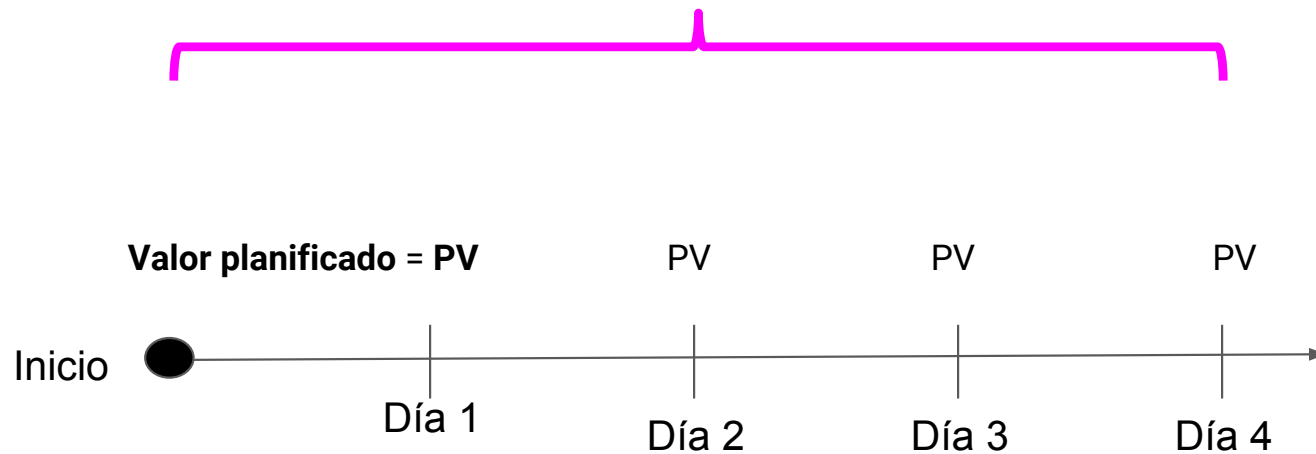 Valor planificado = PV PV PV PV
Inicio
Día 1 Día 2 Día 3 Día 4